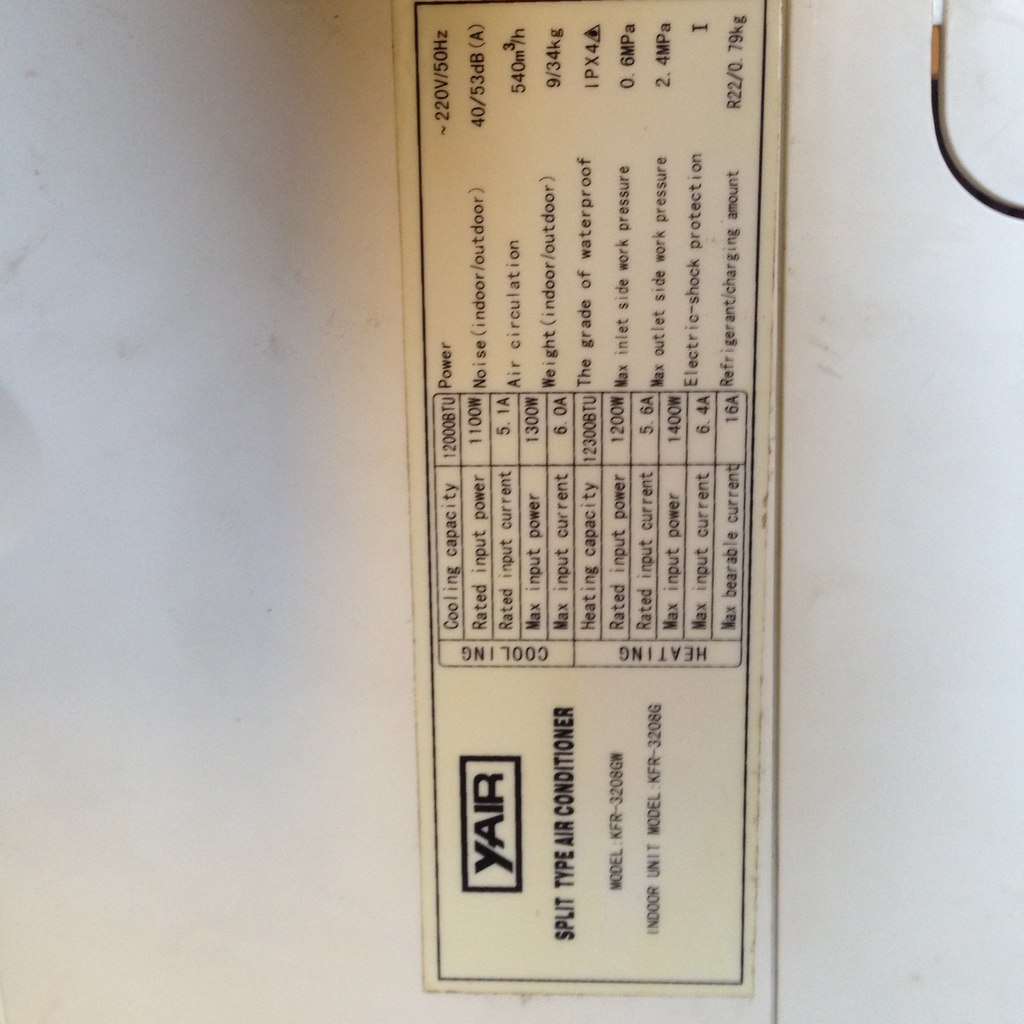 YAIR
SPLIT TYPE AIR CONDITIONER
MODEL:KFR-3208GW
INDOOR UNIT MODEL:KFR-3208G
COOLING
Cooling capacity 12000BTU
Rated input power 1100W
Rated input current 5.1A
Max input power 1300W
Max input current 6.0A
HEATING
Heating capacity 12300BTU
Rated input power 1200W
Rated input current 5.6A
Max input power 1400W
Max input current 6.4A
Max bearable current 16A
Power ~220V/50Hz
Noise(indoor/outdoor) 40/53dB(A)
Air circulation 540m³/h
Weight(indoor/outdoor) 9/34kg
The grade of waterproof IPX4
Max inlet side work pressure 0.6MPa
Max outlet side work pressure 2.4MPa
Electric-shock protection I
Refrigerant/charging amount R22/0.79kg